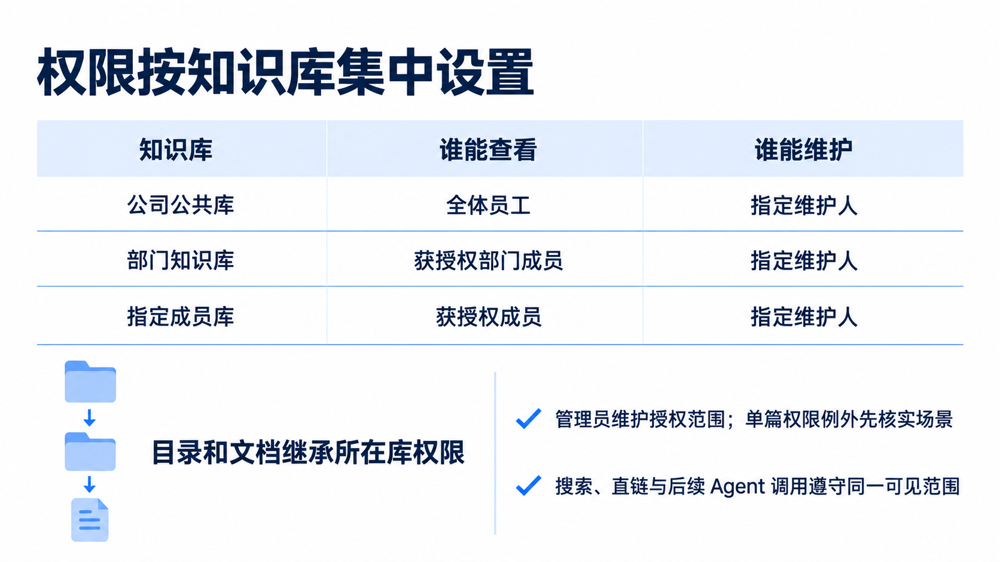 权限按知识库集中设置
知识库 谁能查看 谁能维护
公司公共库 全体员工 指定维护人
部门知识库 获授权部门成员 指定维护人
指定成员库 获授权成员 指定维护人
目录和文档继承所在库权限
管理员维护授权范围；单篇权限例外先核实场景
搜索、直链与后续 Agent 调用遵守同一可见范围